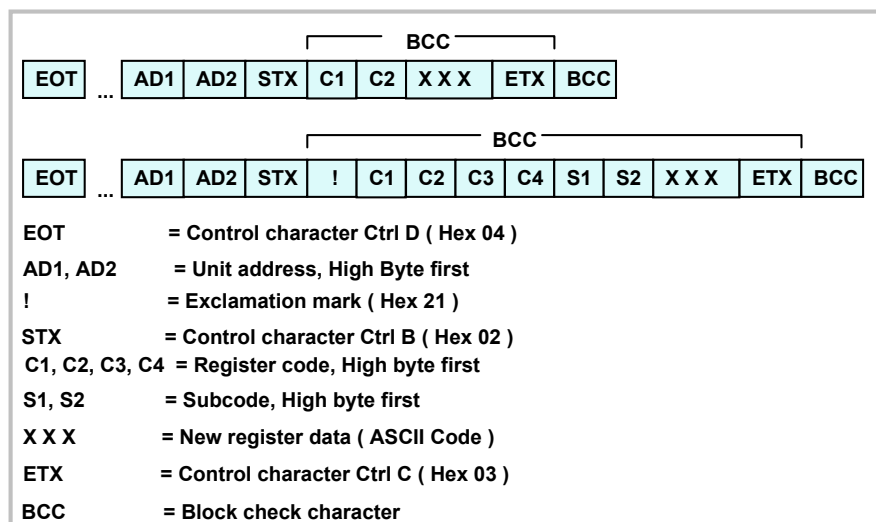 BCC
EOT ... AD1 AD2 STX C1 C2 X X X ETX BCC
BCC
EOT ... AD1 AD2 STX ! C1 C2 C3 C4 S1 S2 X X X ETX BCC
EOT = Control character Ctrl D ( Hex 04 )
AD1, AD2 = Unit address, High Byte first
! = Exclamation mark ( Hex 21 )
STX = Control character Ctrl B ( Hex 02 )
C1, C2, C3, C4 = Register code, High byte first
S1, S2 = Subcode, High byte first
X X X = New register data ( ASCII Code )
ETX = Control character Ctrl C ( Hex 03 )
BCC = Block check character